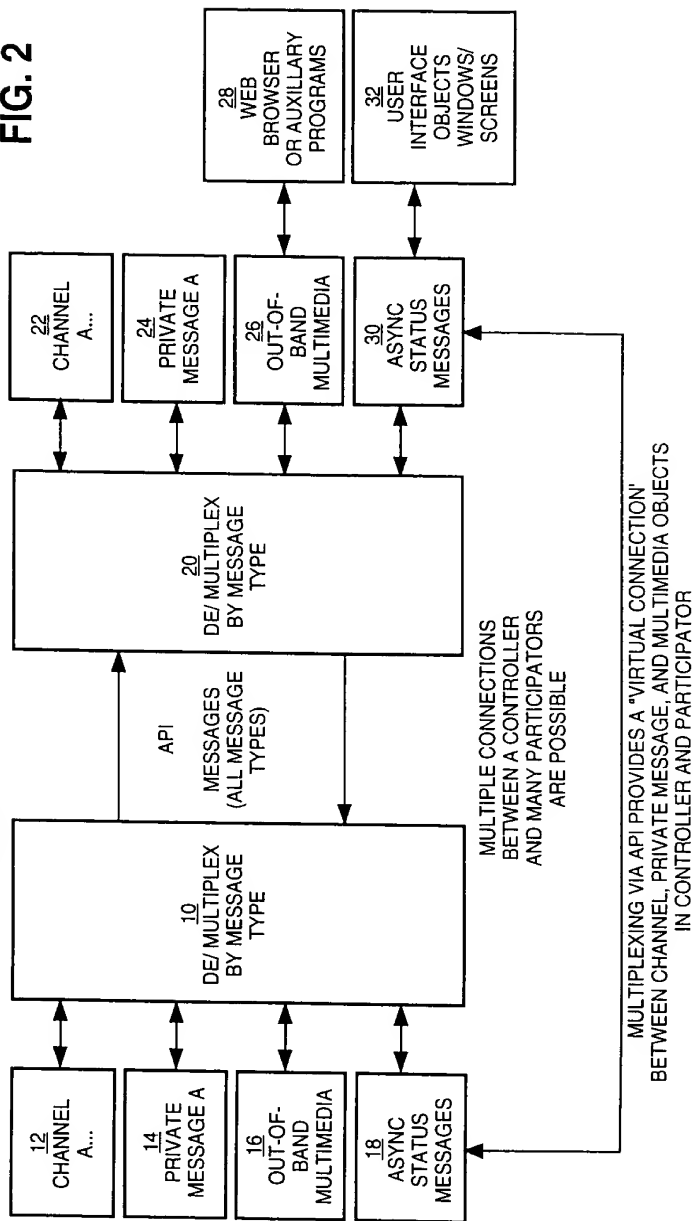 FIG. 2
12
CHANNEL
A...
14
PRIVATE
MESSAGE A
16
OUT-OF-
BAND
MULTIMEDIA
18
ASYNC
STATUS
MESSAGES
10
DE/ MULTIPLEX
BY MESSAGE
TYPE
API
MESSAGES
(ALL MESSAGE
TYPES)
MULTIPLE CONNECTIONS
BETWEEN A CONTROLLER
AND MANY PARTICIPATORS
ARE POSSIBLE
20
DE/ MULTIPLEX
BY MESSAGE
TYPE
22
CHANNEL
A...
24
PRIVATE
MESSAGE A
26
OUT-OF-
BAND
MULTIMEDIA
30
ASYNC
STATUS
MESSAGES
28
WEB
BROWSER
OR AUXILLARY
PROGRAMS
32
USER
INTERFACE
OBJECTS
WINDOWS/
SCREENS
MULTIPLEXING VIA API PROVIDES A "VIRTUAL CONNECTION'
BETWEEN CHANNEL, PRIVATE MESSAGE, AND MULTIMEDIA OBJECTS
IN CONTROLLER AND PARTICIPATOR